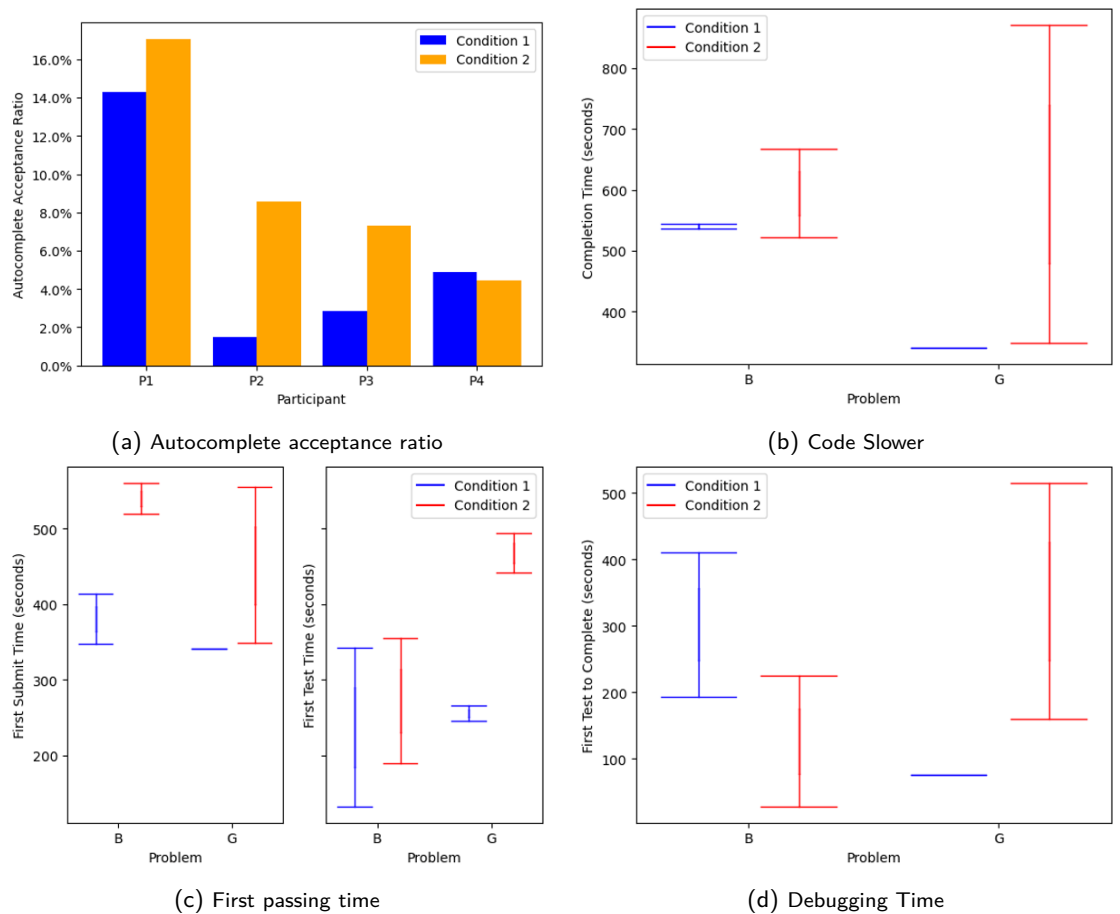 Autocomplete Acceptance Ratio
16.0%
14.0%
12.0%
10.0%
8.0%
6.0%
4.0%
2.0%
0.0%
Condition 1
Condition 2
P1 P2 P3 P4
Participant
(a) Autocomplete acceptance ratio
Completion Time (seconds)
800
700
600
500
400
Condition 1
Condition 2
B G
Problem
(b) Code Slower
First Submit Time (seconds)
500
400
300
200
B G
Problem
First Test Time (seconds)
Condition 1
Condition 2
B G
Problem
(c) First passing time
First Test to Complete (seconds)
500
400
300
200
100
Condition 1
Condition 2
B G
Problem
(d) Debugging Time